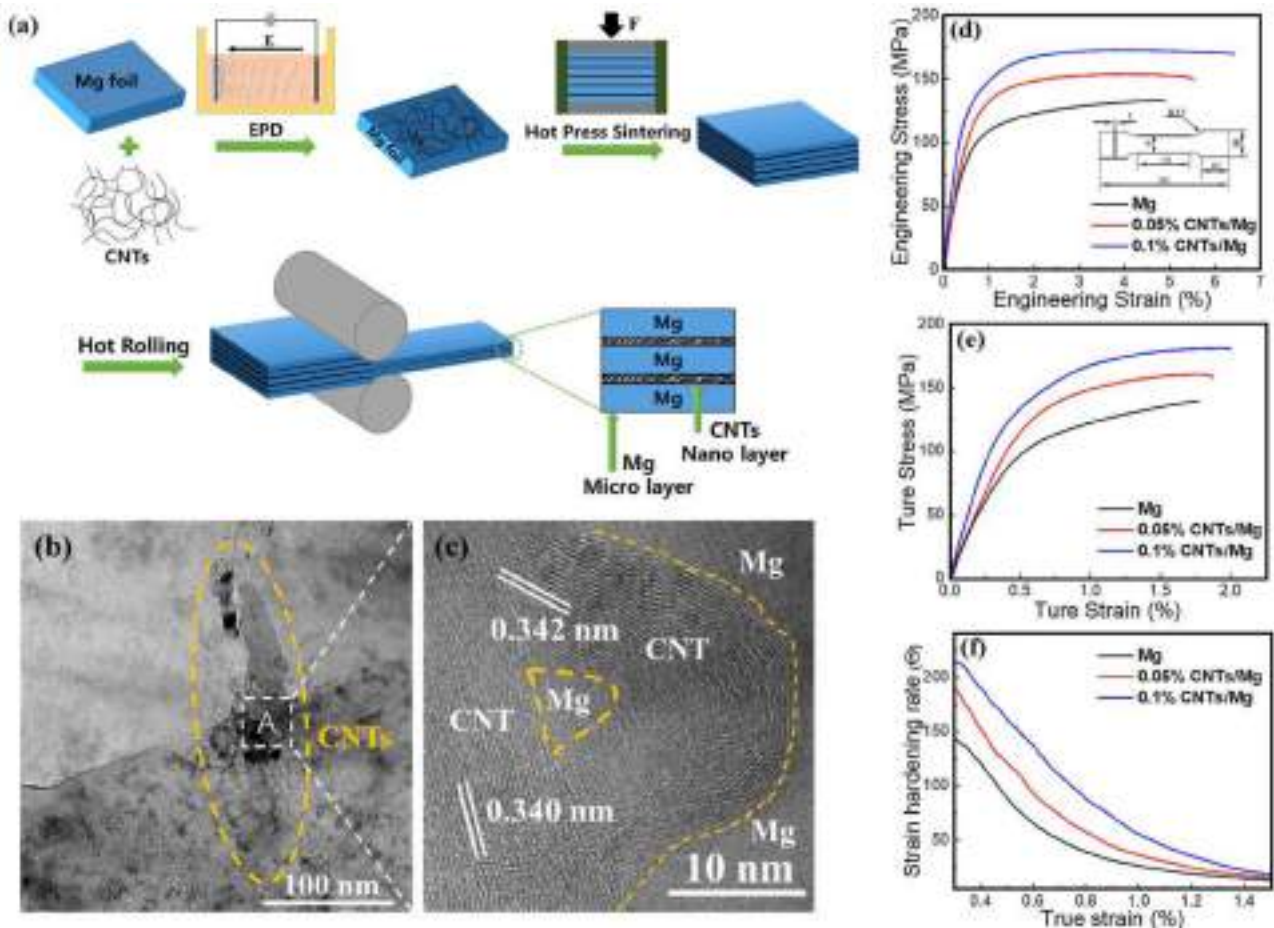 (a)
Mg foil
E
F
EPD
Mg foil
Hot Press Sintering
CNTs
Hot Rolling
Mg
Mg
Mg
CNTs
Nano layer
Mg
Micro layer
(b)
A
CNTs
100 nm
(c)
Mg
0.342 nm
CNT
Mg
CNT
0.340 nm
Mg
10 nm
(d)
Engineering Stress (MPa)
250
200
150
100
50
0
Mg
0.05% CNTs/Mg
0.1% CNTs/Mg
0 1 2 3 4 5 6 7
Engineering Strain (%)
(e)
Ture Stress (MPa)
200
150
100
50
0
Mg
0.05% CNTs/Mg
0.1% CNTs/Mg
0.0 0.5 1.0 1.5 2.0
Ture Strain (%)
(f)
Strain hardening rate (Θ)
200
150
100
50
Mg
0.05% CNTs/Mg
0.1% CNTs/Mg
0.4 0.6 0.8 1.0 1.2 1.4
True strain (%)